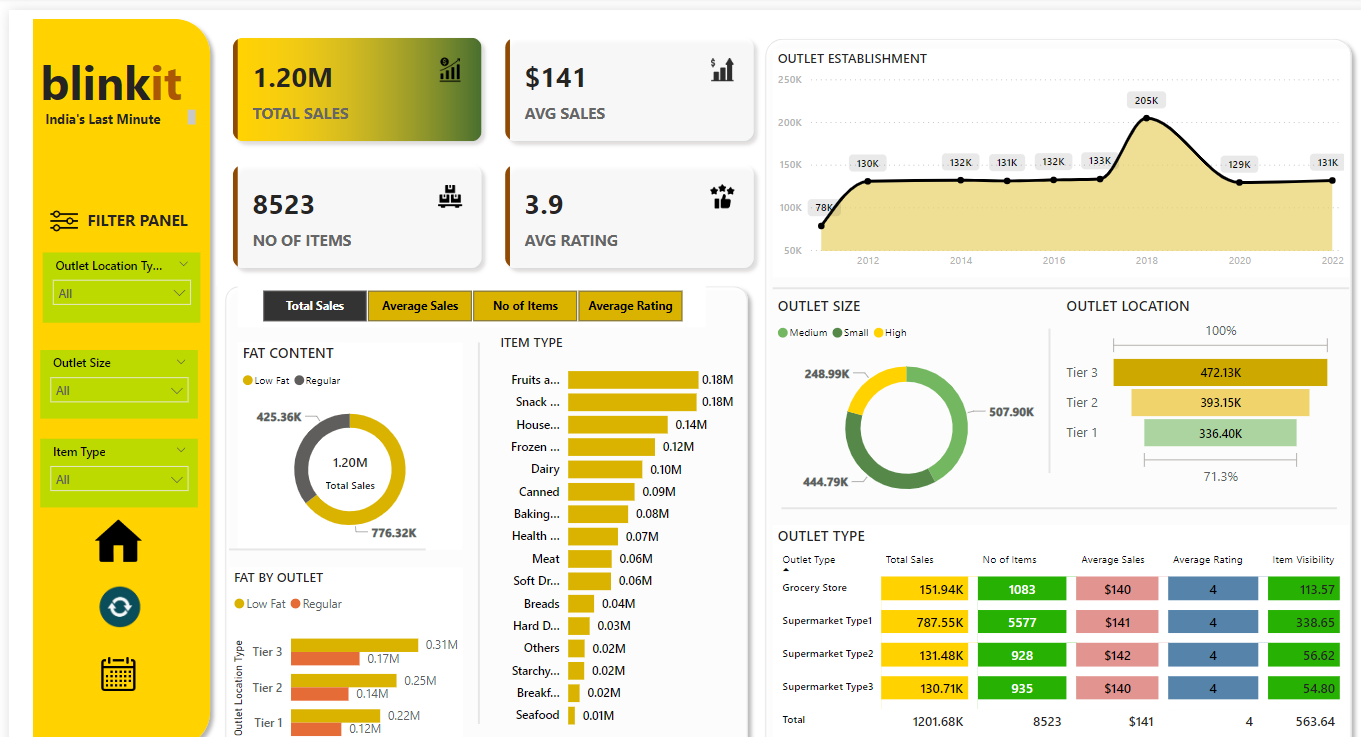 blinkit
India's Last Minute
FILTER PANEL
Outlet Location Ty...
All
Outlet Size
All
Item Type
All
1.20M
TOTAL SALES
$141
AVG SALES
8523
NO OF ITEMS
3.9
AVG RATING
Total Sales
Average Sales
No of Items
Average Rating
FAT CONTENT
Low Fat
Regular
425.36K
1.20M
Total Sales
776.32K
FAT BY OUTLET
Low Fat
Regular
Outlet Location Type
Tier 3
0.31M
0.17M
Tier 2
0.25M
0.14M
Tier 1
0.22M
0.12M
ITEM TYPE
Fruits a... 0.18M
Snack ... 0.18M
House... 0.14M
Frozen ... 0.12M
Dairy 0.10M
Canned 0.09M
Baking... 0.08M
Health ... 0.07M
Meat 0.06M
Soft Dr... 0.06M
Breads 0.04M
Hard D... 0.03M
Others 0.02M
Starchy... 0.02M
Breakf... 0.02M
Seafood 0.01M
OUTLET ESTABLISHMENT
250K
200K
150K
100K
50K
78K
130K
132K
131K
132K
133K
205K
129K
131K
2012
2014
2016
2018
2020
2022
OUTLET SIZE
Medium
Small
High
248.99K
507.90K
444.79K
OUTLET LOCATION
100%
Tier 3 472.13K
Tier 2 393.15K
Tier 1 336.40K
71.3%
OUTLET TYPE
Outlet Type Total Sales No of Items Average Sales Average Rating Item Visibility
Grocery Store 151.94K 1083 $140 4 113.57
Supermarket Type1 787.55K 5577 $141 4 338.65
Supermarket Type2 131.48K 928 $142 4 56.62
Supermarket Type3 130.71K 935 $140 4 54.80
Total 1201.68K 8523 $141 4 563.64